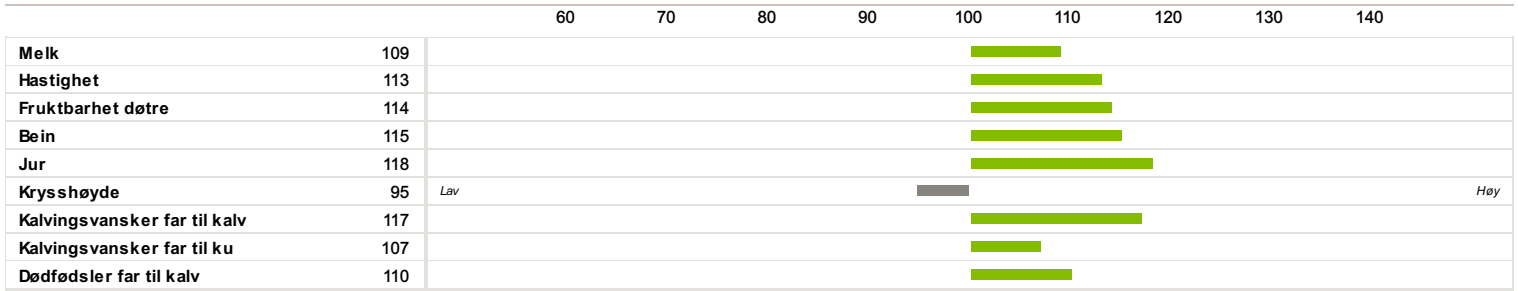 60 70 80 90 100 110 120 130 140
Melk 109
Hastighet 113
Fruktbarhet døtre 114
Bein 115
Jur 118
Krysshøyde 95 Lav Høy
Kalvingsvansker far til kalv 117
Kalvingsvansker far til ku 107
Dødfødsler far til kalv 110